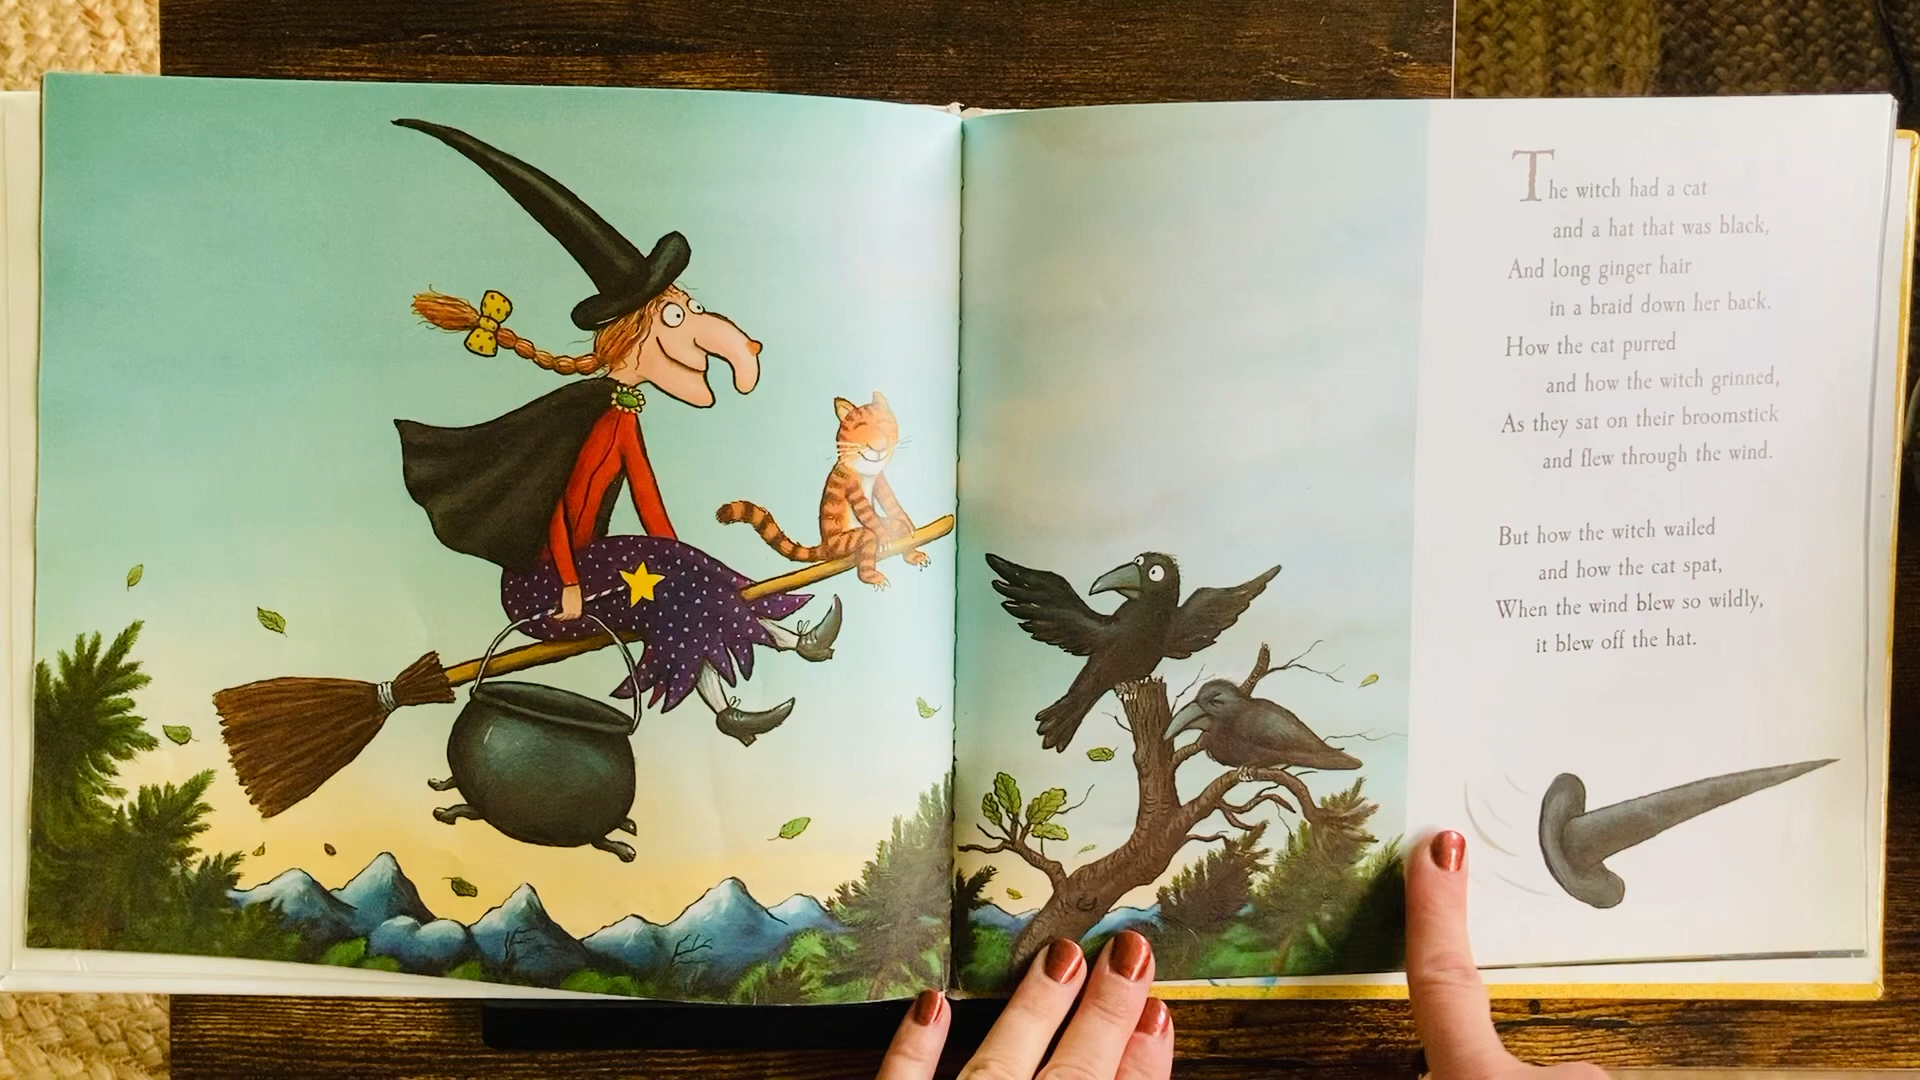 The witch had a cat
and a hat that was black,
And long ginger hair
in a braid down her back.
How the cat purred
and how the witch grinned,
As they sat on their broomstick
and flew through the wind.
But how the witch wailed
and how the cat spat,
When the wind blew so wildly,
it blew off the hat.